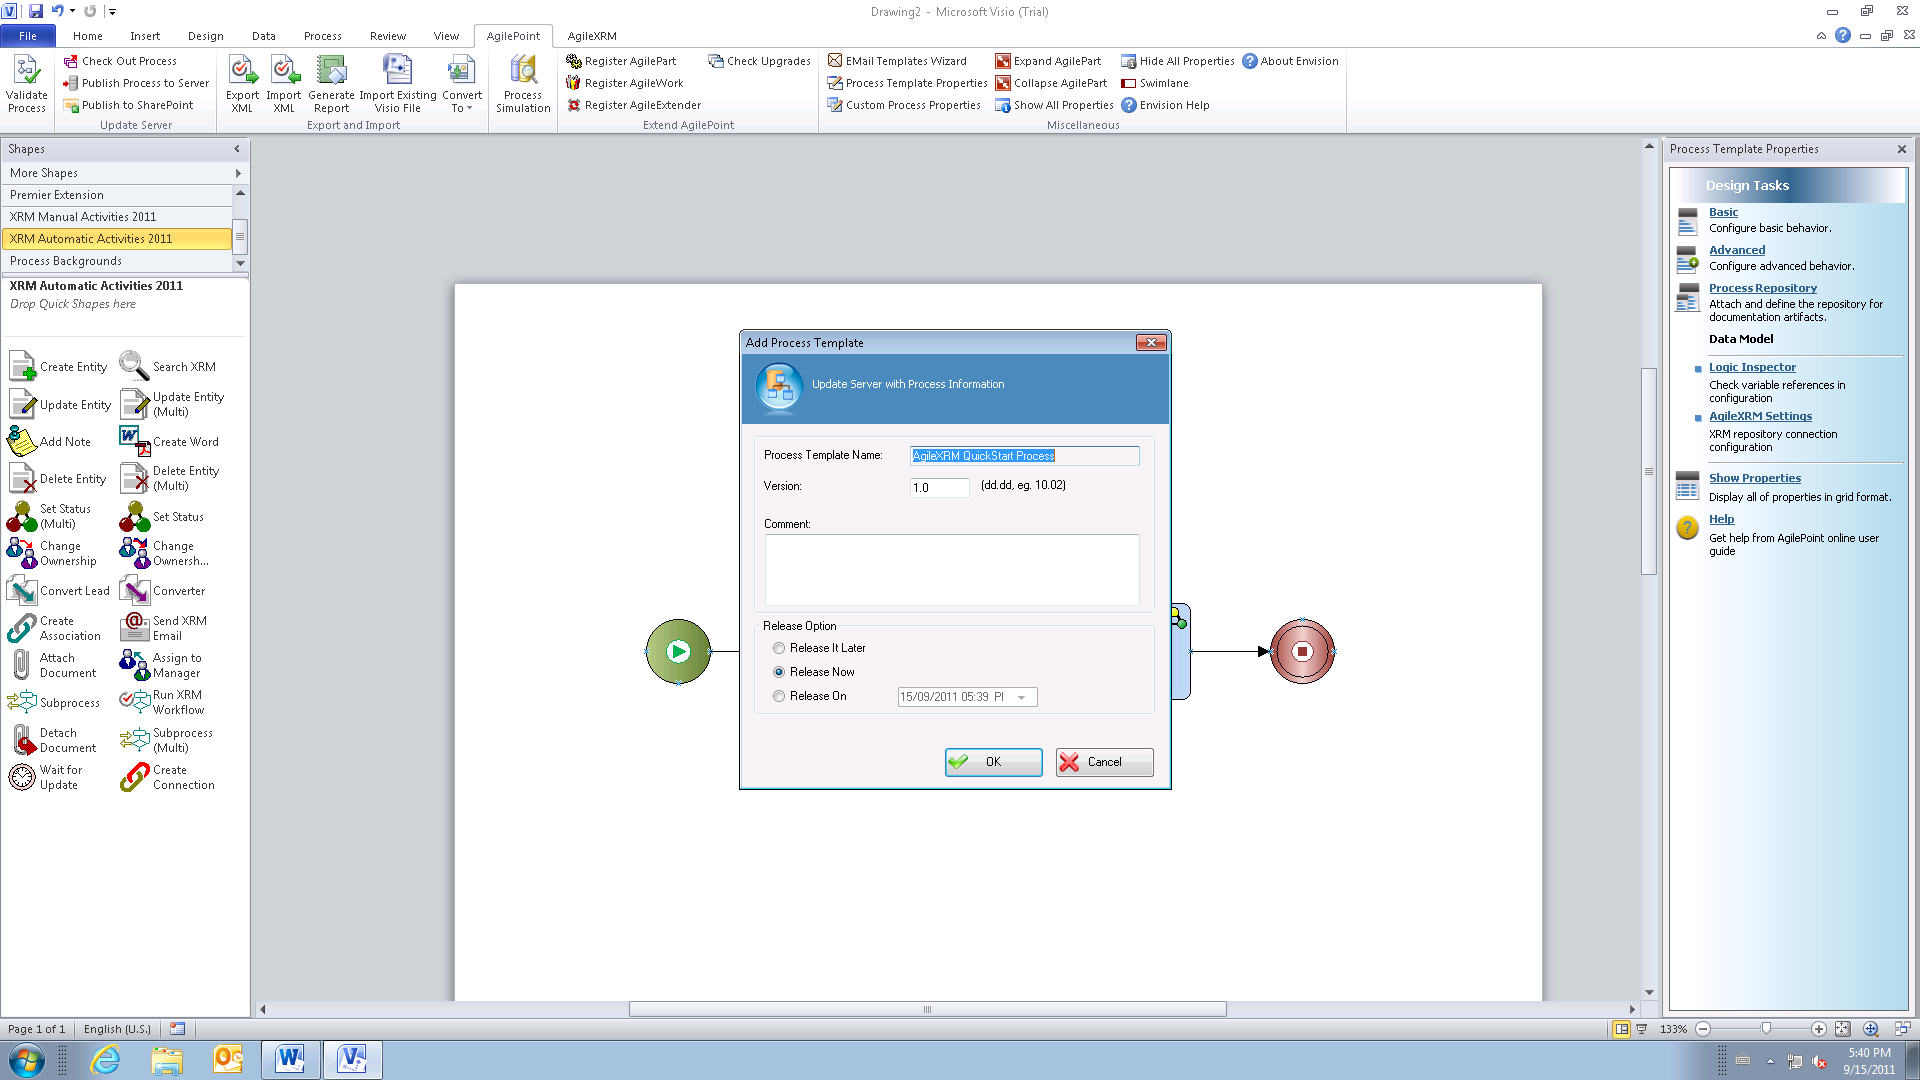 Drawing2 - Microsoft Visio (Trial)
File Home Insert Design Data Process Review View AgilePoint AgileXRM
Validate Process
Check Out Process
Publish Process to Server
Publish to SharePoint
Update Server
Export XML
Import XML
Generate Report
Import Existing Visio File
Convert To
Export and Import
Process Simulation
Register AgilePart
Register AgileWork
Register AgileExtender
Check Upgrades
Extend AgilePoint
EMail Templates Wizard
Process Template Properties
Custom Process Properties
Expand AgilePart
Collapse AgilePart
Show All Properties
Hide All Properties
Swimlane
Envision Help
About Envision
Miscellaneous
Shapes
More Shapes
Premier Extension
XRM Manual Activities 2011
XRM Automatic Activities 2011
Process Backgrounds
XRM Automatic Activities 2011
Drop Quick Shapes here
Create Entity
Search XRM
Update Entity
Update Entity (Multi)
Add Note
Create Word
Delete Entity
Delete Entity (Multi)
Set Status (Multi)
Set Status
Change Ownership
Change Ownersh...
Convert Lead
Converter
Create Association
Send XRM Email
Attach Document
Assign to Manager
Subprocess
Run XRM Workflow
Detach Document
Subprocess (Multi)
Wait for Update
Create Connection
Add Process Template
Update Server with Process Information
Process Template Name: AgileXRM QuickStart Process
Version: 1.0 (dd.dd, eg. 10.02)
Comment:
Release Option
Release It Later
Release Now
Release On 15/09/2011 05:39 PI
OK Cancel
Process Template Properties
Design Tasks
Basic
Configure basic behavior.
Advanced
Configure advanced behavior.
Process Repository
Attach and define the repository for
documentation artifacts.
Data Model
Logic Inspector
Check variable references in
configuration
AgileXRM Settings
XRM repository connection
configuration
Show Properties
Display all of properties in grid format.
Help
Get help from AgilePoint online user
guide
Page 1 of 1 English (U.S.) 133%
5:40 PM
9/15/2011